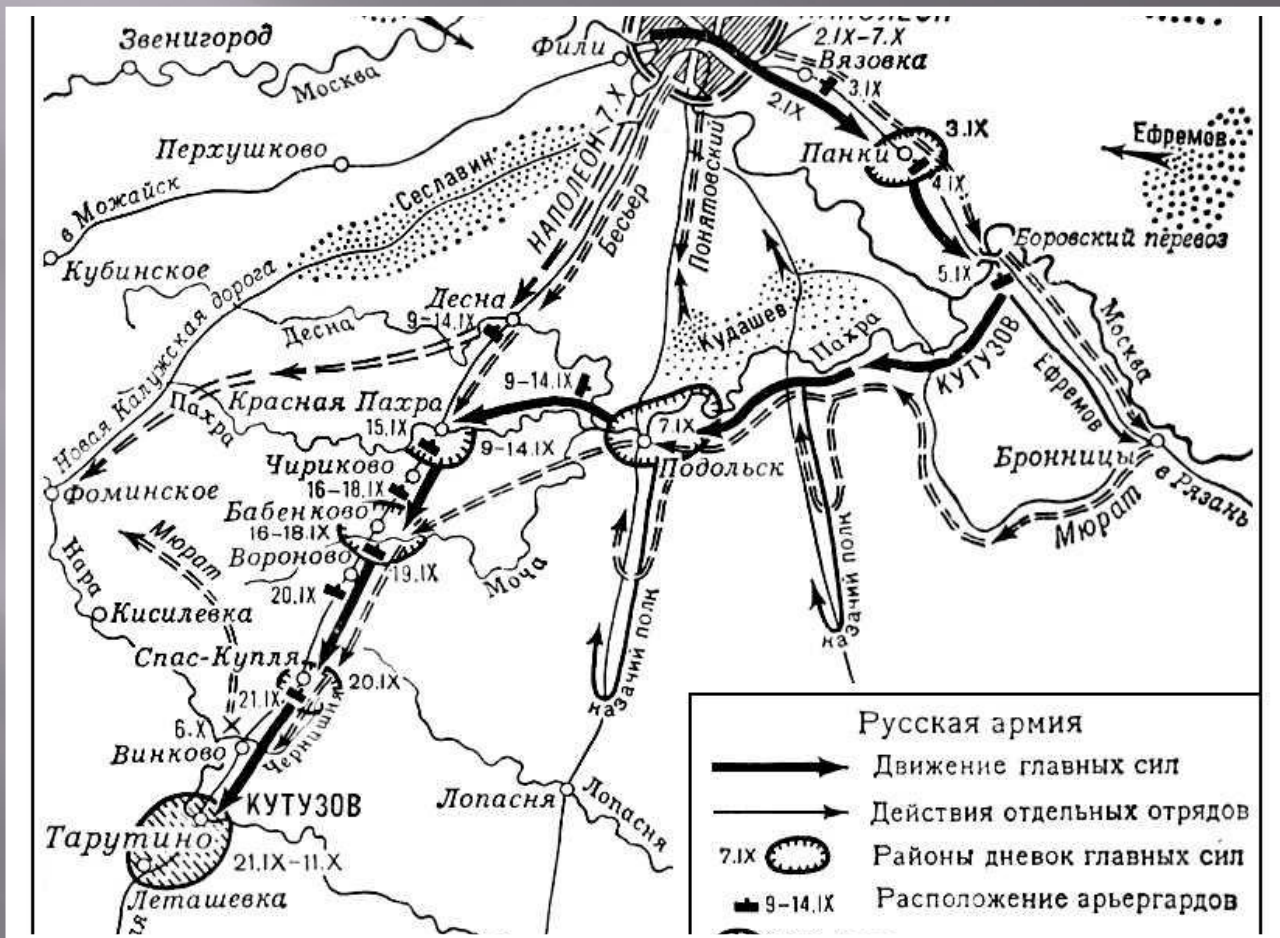 НАПОЛЕОН
2.IX-7.X
Звенигород
Москва
Фили
Вязовка
3.IX
2.IX
3.IX
Панки
4.IX
Ефремов
Перхушково
в Можайск
Кубинское
Сеславин
НАПОЛЕОН-7.X
Бесьер
Понятовский
Боровский перевоз
5.IX
Новая Калужская дорога
Десна
9-14.IX
Десна
Кудашев
Пахра
КУТУЗОВ
Ефремов
Москва
Пахра
Красная Пахра
15.IX
9-14.IX
9-14.IX
7.IX
Подольск
Бронницы
в Рязань
Мюрат
Фоминское
Чириково
16-18.IX
Бабенково
16-18.IX
Вороново
19.IX
20.IX
Моча
Мюрат
Нара
Кисилевка
казачий полк
казачий полк
Спас-Купля
20.IX
21.IX
Чернишня
6.X
Винково
КУТУЗОВ
Тарутино
21.IX-11.X
Леташевка
Лопасня
Лопасня
Русская армия
Движение главных сил
Действия отдельных отрядов
7.IX Районы дневок главных сил
9-14.IX Расположение арьергардов